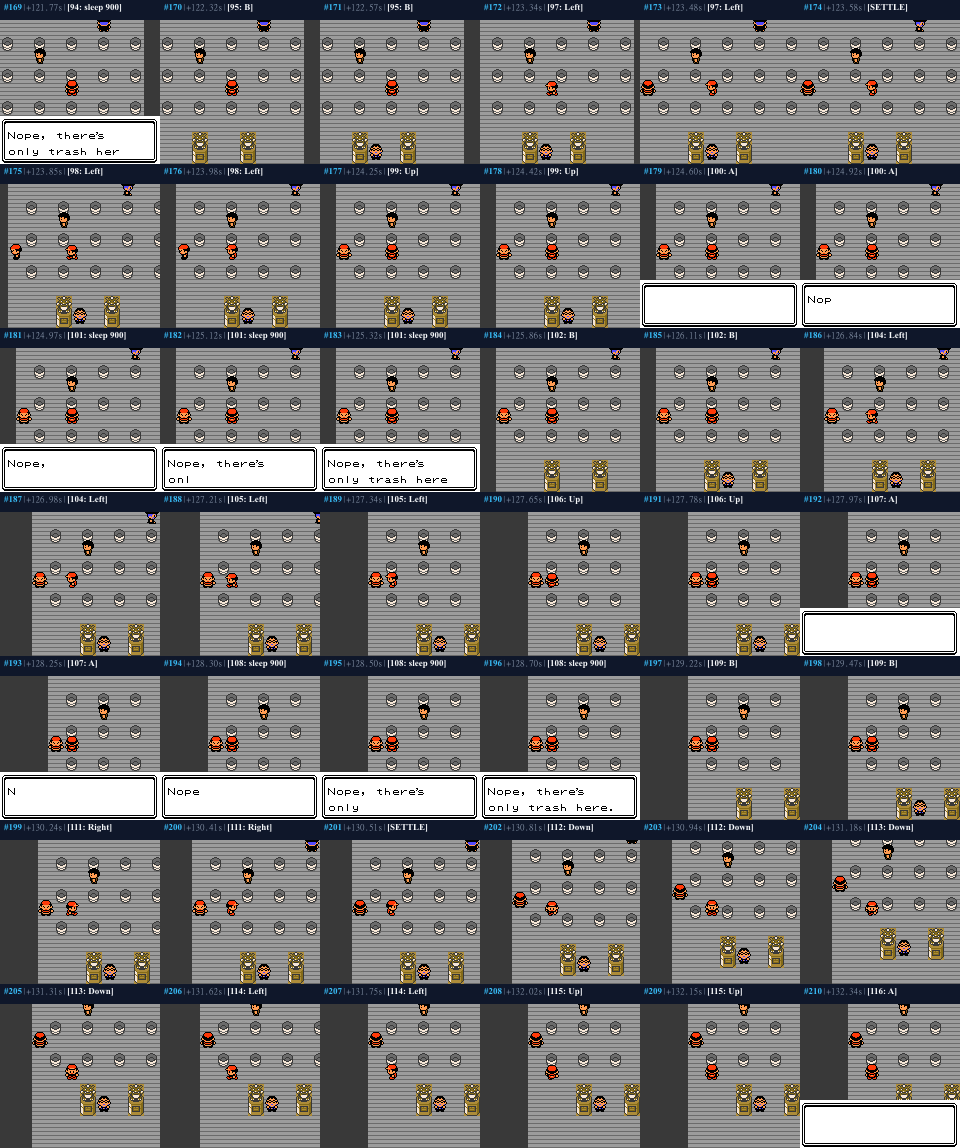 #169|+121.77s| [94: sleep 900]
#170|+122.32s| [95: B]
#171|+122.57s| [95: B]
#172|+123.34s| [97: Left]
#173|+123.48s| [97: Left]
#174|+123.58s| [SETTLE]
Nope, there's
only trash her
#175|+123.85s| [98: Left]
#176|+123.98s| [98: Left]
#177|+124.25s| [99: Up]
#178|+124.42s| [99: Up]
#179|+124.60s| [100: A]
#180|+124.92s| [100: A]
Nop
#181|+124.97s| [101: sleep 900]
#182|+125.12s| [101: sleep 900]
#183|+125.32s| [101: sleep 900]
#184|+125.86s| [102: B]
#185|+126.11s| [102: B]
#186|+126.84s| [104: Left]
Nope,
Nope, there's
onl
Nope, there's
only trash here
#187|+126.98s| [104: Left]
#188|+127.21s| [105: Left]
#189|+127.34s| [105: Left]
#190|+127.65s| [106: Up]
#191|+127.78s| [106: Up]
#192|+127.97s| [107: A]
#193|+128.25s| [107: A]
#194|+128.30s| [108: sleep 900]
#195|+128.50s| [108: sleep 900]
#196|+128.70s| [108: sleep 900]
#197|+129.22s| [109: B]
#198|+129.47s| [109: B]
N
Nope
Nope, there's
only
Nope, there's
only trash here.
#199|+130.24s| [111: Right]
#200|+130.41s| [111: Right]
#201|+130.51s| [SETTLE]
#202|+130.81s| [112: Down]
#203|+130.94s| [112: Down]
#204|+131.18s| [113: Down]
#205|+131.31s| [113: Down]
#206|+131.62s| [114: Left]
#207|+131.75s| [114: Left]
#208|+132.02s| [115: Up]
#209|+132.15s| [115: Up]
#210|+132.34s| [116: A]